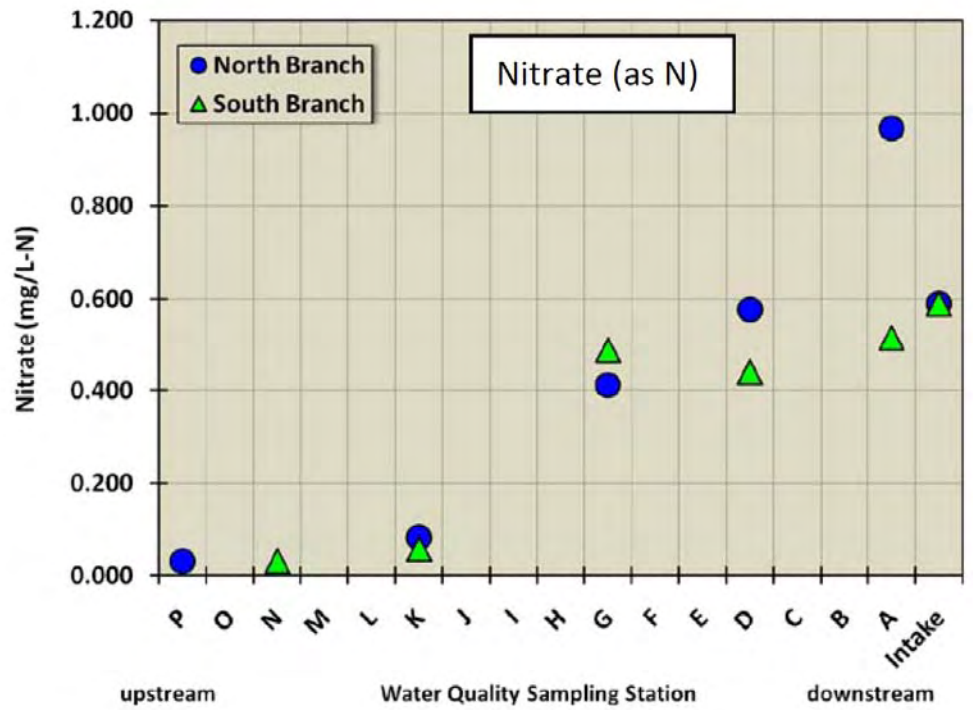 Nitrate (as N)
North Branch
South Branch
Nitrate (mg/L-N)
1.200
1.000
0.800
0.600
0.400
0.200
0.000
P O N M L K J I H G F E D C B A Intake
upstream Water Quality Sampling Station downstream